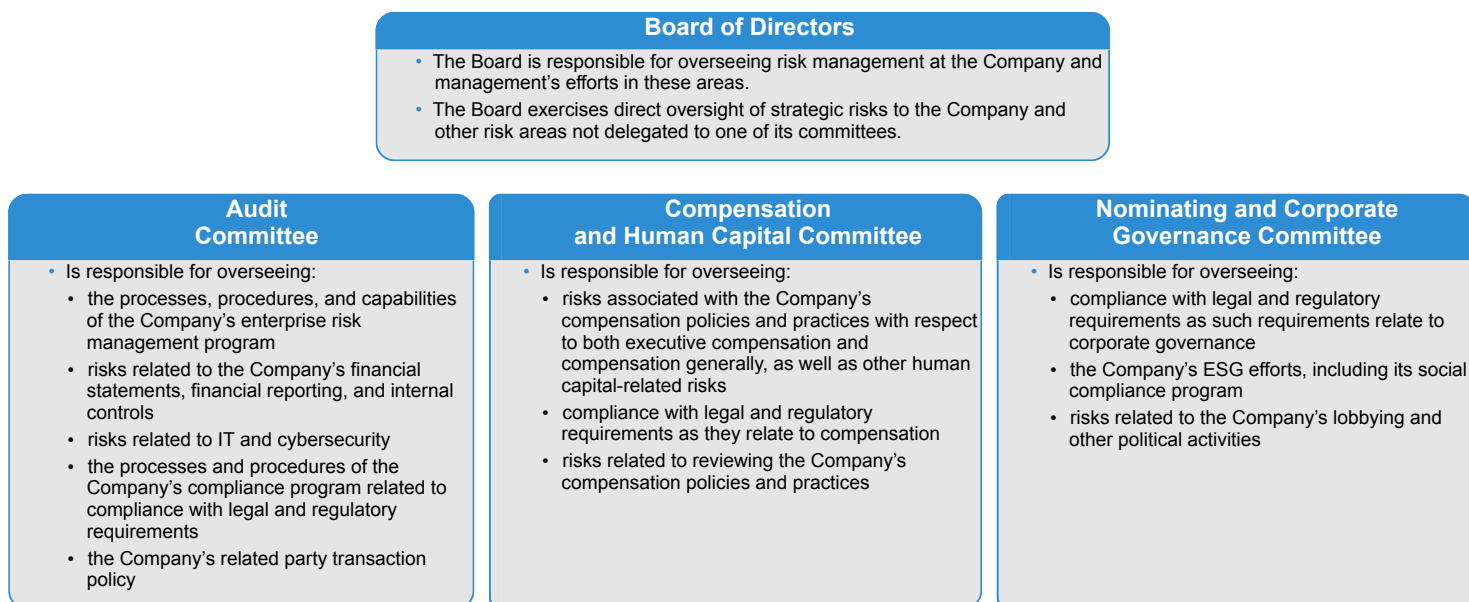 Board of Directors
• The Board is responsible for overseeing risk management at the Company and
management’s efforts in these areas.
• The Board exercises direct oversight of strategic risks to the Company and
other risk areas not delegated to one of its committees.
Audit
Committee
• Is responsible for overseeing:
• the processes, procedures, and capabilities
of the Company’s enterprise risk
management program
• risks related to the Company’s financial
statements, financial reporting, and internal
controls
• risks related to IT and cybersecurity
• the processes and procedures of the
Company’s compliance program related to
compliance with legal and regulatory
requirements
• the Company’s related party transaction
policy
Compensation
and Human Capital Committee
• Is responsible for overseeing:
• risks associated with the Company’s
compensation policies and practices with respect
to both executive compensation and
compensation generally, as well as other human
capital-related risks
• compliance with legal and regulatory
requirements as they relate to compensation
• risks related to reviewing the Company’s
compensation policies and practices
Nominating and Corporate
Governance Committee
• Is responsible for overseeing:
• compliance with legal and regulatory
requirements as such requirements relate to
corporate governance
• the Company’s ESG efforts, including its social
compliance program
• risks related to the Company’s lobbying and
other political activities